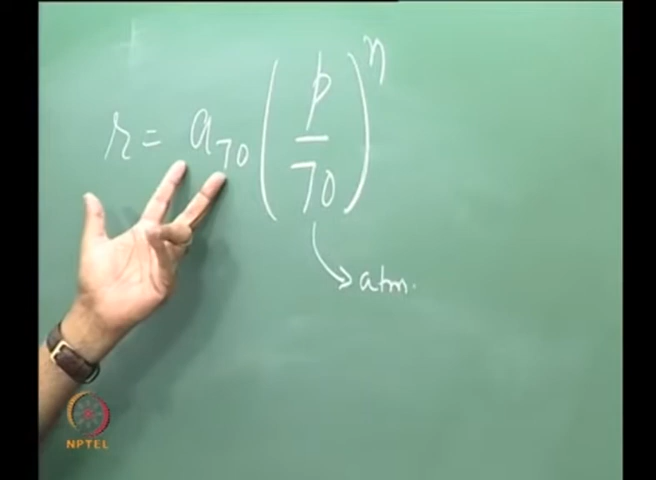 r = a₇₀ (p/70)ⁿ
atm.
NPTEL